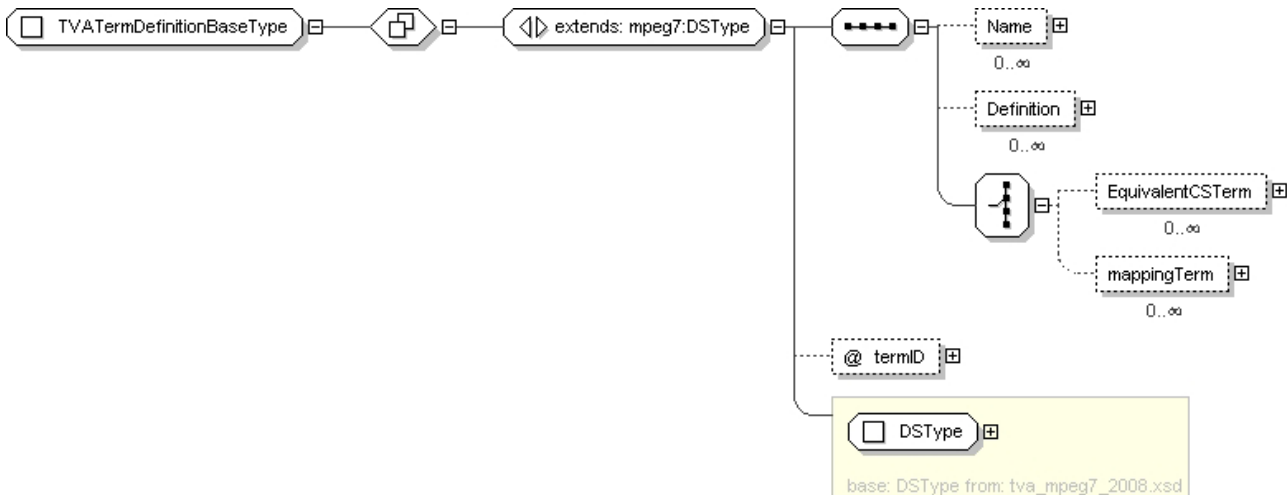 TVATermDefinitionBaseType
extends: mpeg7:DSType
Name
0..∞
Definition
0..∞
EquivalentCSTerm
0..∞
mappingTerm
0..∞
@ termID
DSType
base: DSType from: tva_mpeg7_2008.xsd